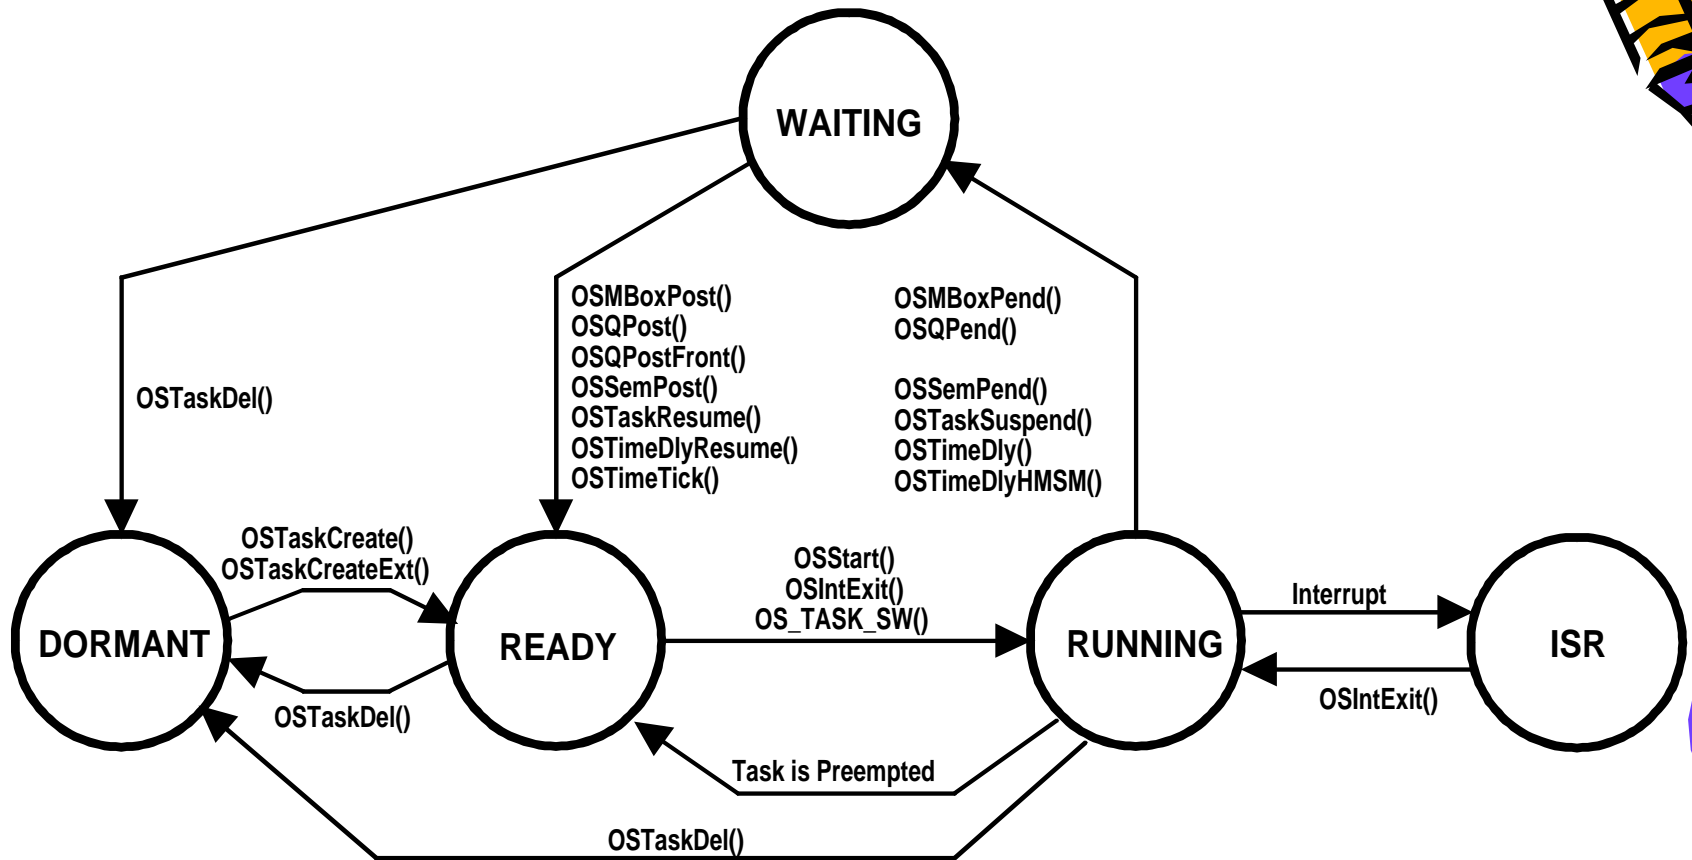 WAITING
OSMBoxPost()
OSQPost()
OSQPostFront()
OSSemPost()
OSTaskResume()
OSTimeDlyResume()
OSTimeTick()
OSMBoxPend()
OSQPend()
OSSemPend()
OSTaskSuspend()
OSTimeDly()
OSTimeDlyHMSM()
OSTaskDel()
OSTaskCreate()
OSTaskCreateExt()
OSStart()
OSIntExit()
OS_TASK_SW()
Interrupt
DORMANT
READY
RUNNING
ISR
OSTaskDel()
OSIntExit()
Task is Preempted
OSTaskDel()